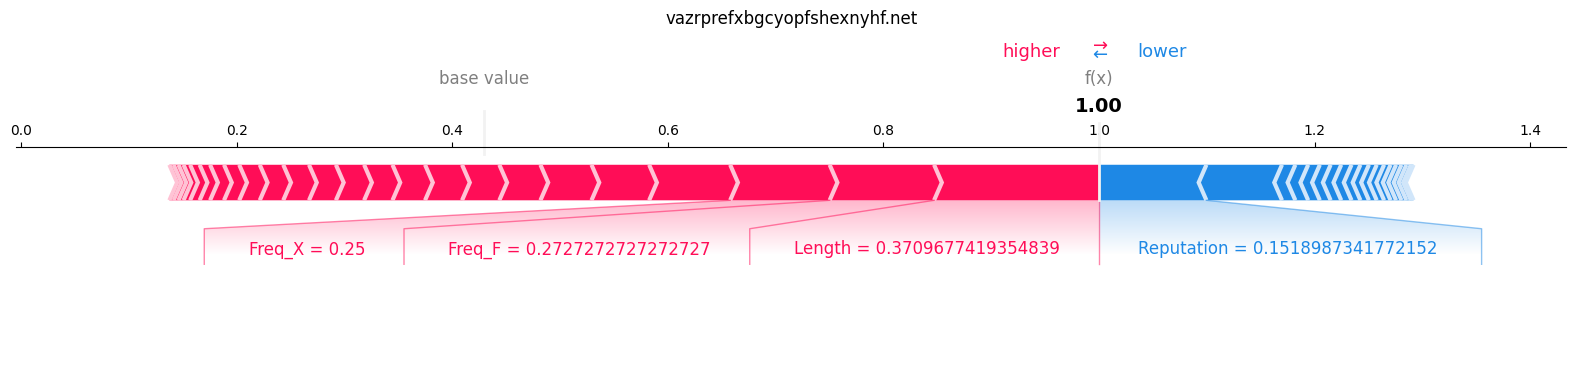 vazrprefxbgcyopfshexnyhf.net
higher ⇄ lower
base value f(x)
1.00
0.0 0.2 0.4 0.6 0.8 1.0 1.2 1.4
Freq_X = 0.25 Freq_F = 0.2727272727272727 Length = 0.3709677419354839 Reputation = 0.1518987341772152